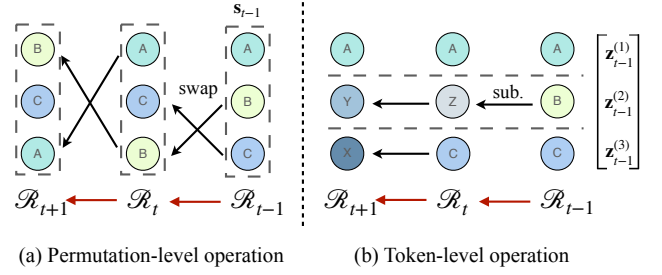 s_{t-1}
B A A
C C B
A B C
swap
ℛ_{t+1} ℛ_t ℛ_{t-1}
(a) Permutation-level operation
A A A z_{t-1}^{(1)}
Y Z sub. B z_{t-1}^{(2)}
X C C z_{t-1}^{(3)}
ℛ_{t+1} ℛ_t ℛ_{t-1}
(b) Token-level operation